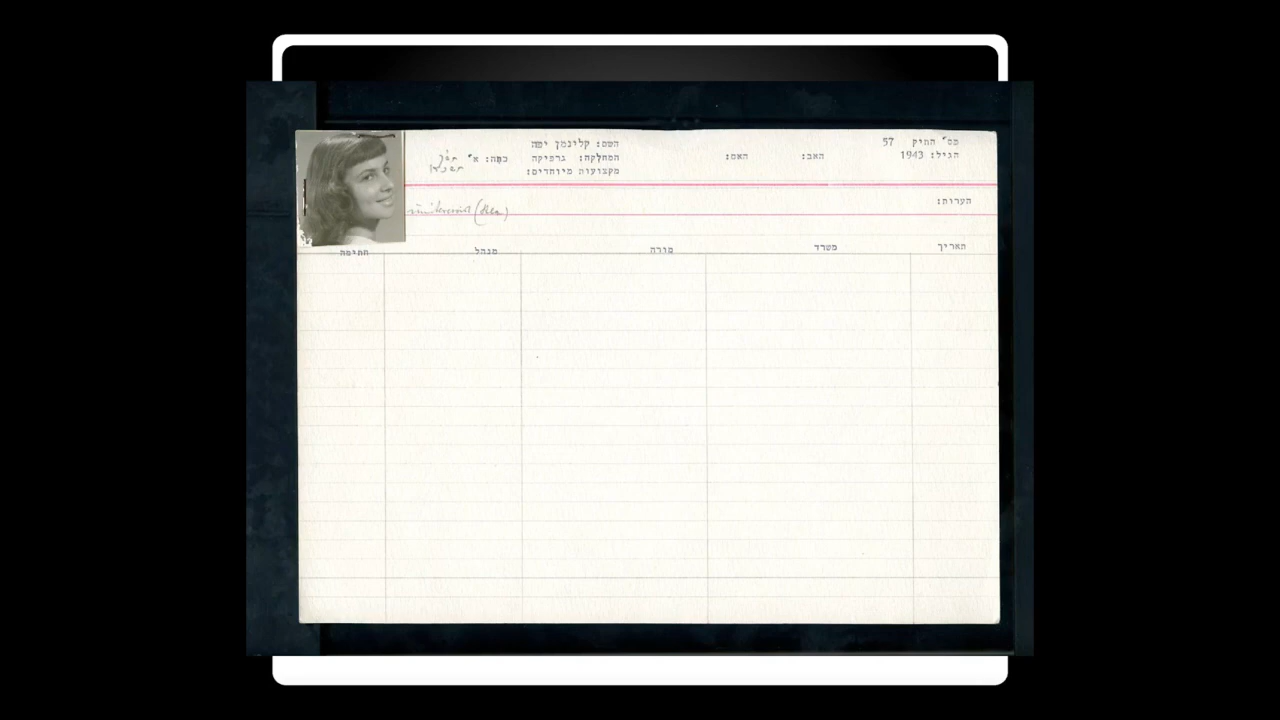 מס' התיק 57
הגיל: 1943
האב:
האם:
השם: קלינמן יפה
המחלקה: גרפיקה
כתה: א'
מקצועות מיוחדים:
הערות:
תאריך
משרד
מורה
מנהל
חתימה